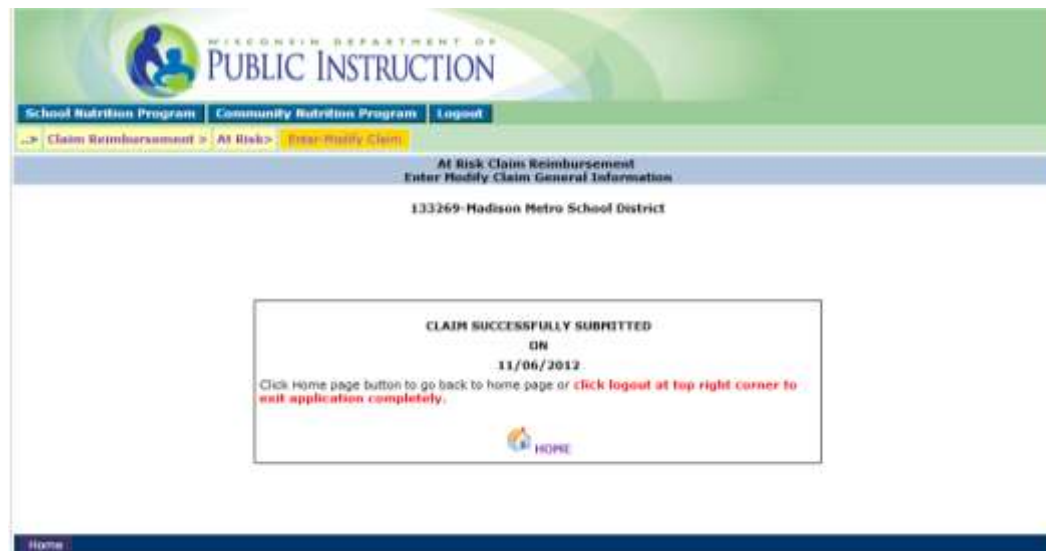 WISCONSIN DEPARTMENT OF
PUBLIC INSTRUCTION
School Nutrition Program Community Nutrition Program Logout
..> Claim Reimbursement > At Risk> Enter-Modify Claim
At Risk Claim Reimbursement
Enter Modify Claim General Information
133269-Madison Metro School District
CLAIM SUCCESSFULLY SUBMITTED
ON
11/06/2012
Click Home page button to go back to home page or click logout at top right corner to
exit application completely.
HOME
Home